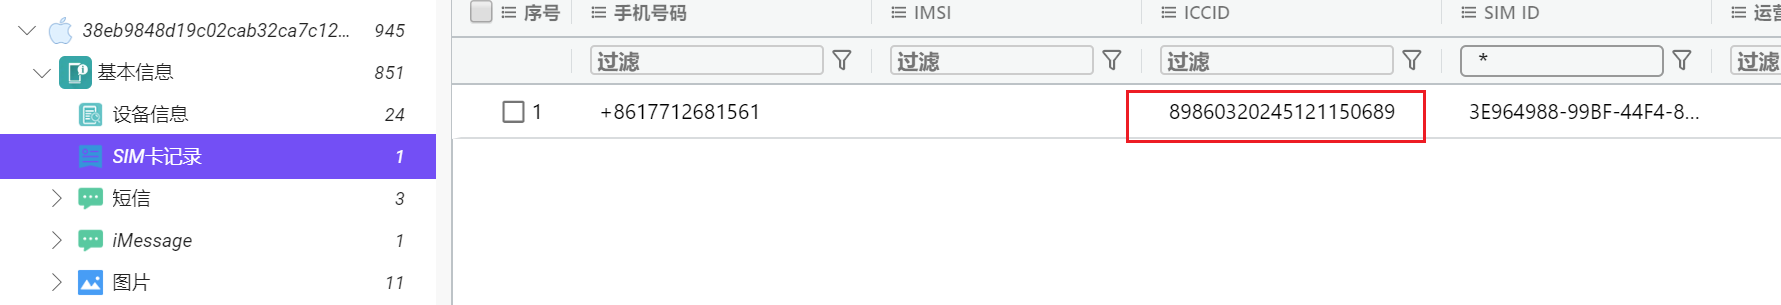 38eb9848d19c02cab32ca7c12... 945
基本信息 851
设备信息 24
SIM卡记录 1
短信 3
iMessage 1
图片 11
序号 手机号码 IMSI ICCID SIM ID 运营
过滤 过滤 过滤 * 过滤
1 +8617712681561 89860320245121150689 3E964988-99BF-44F4-8...